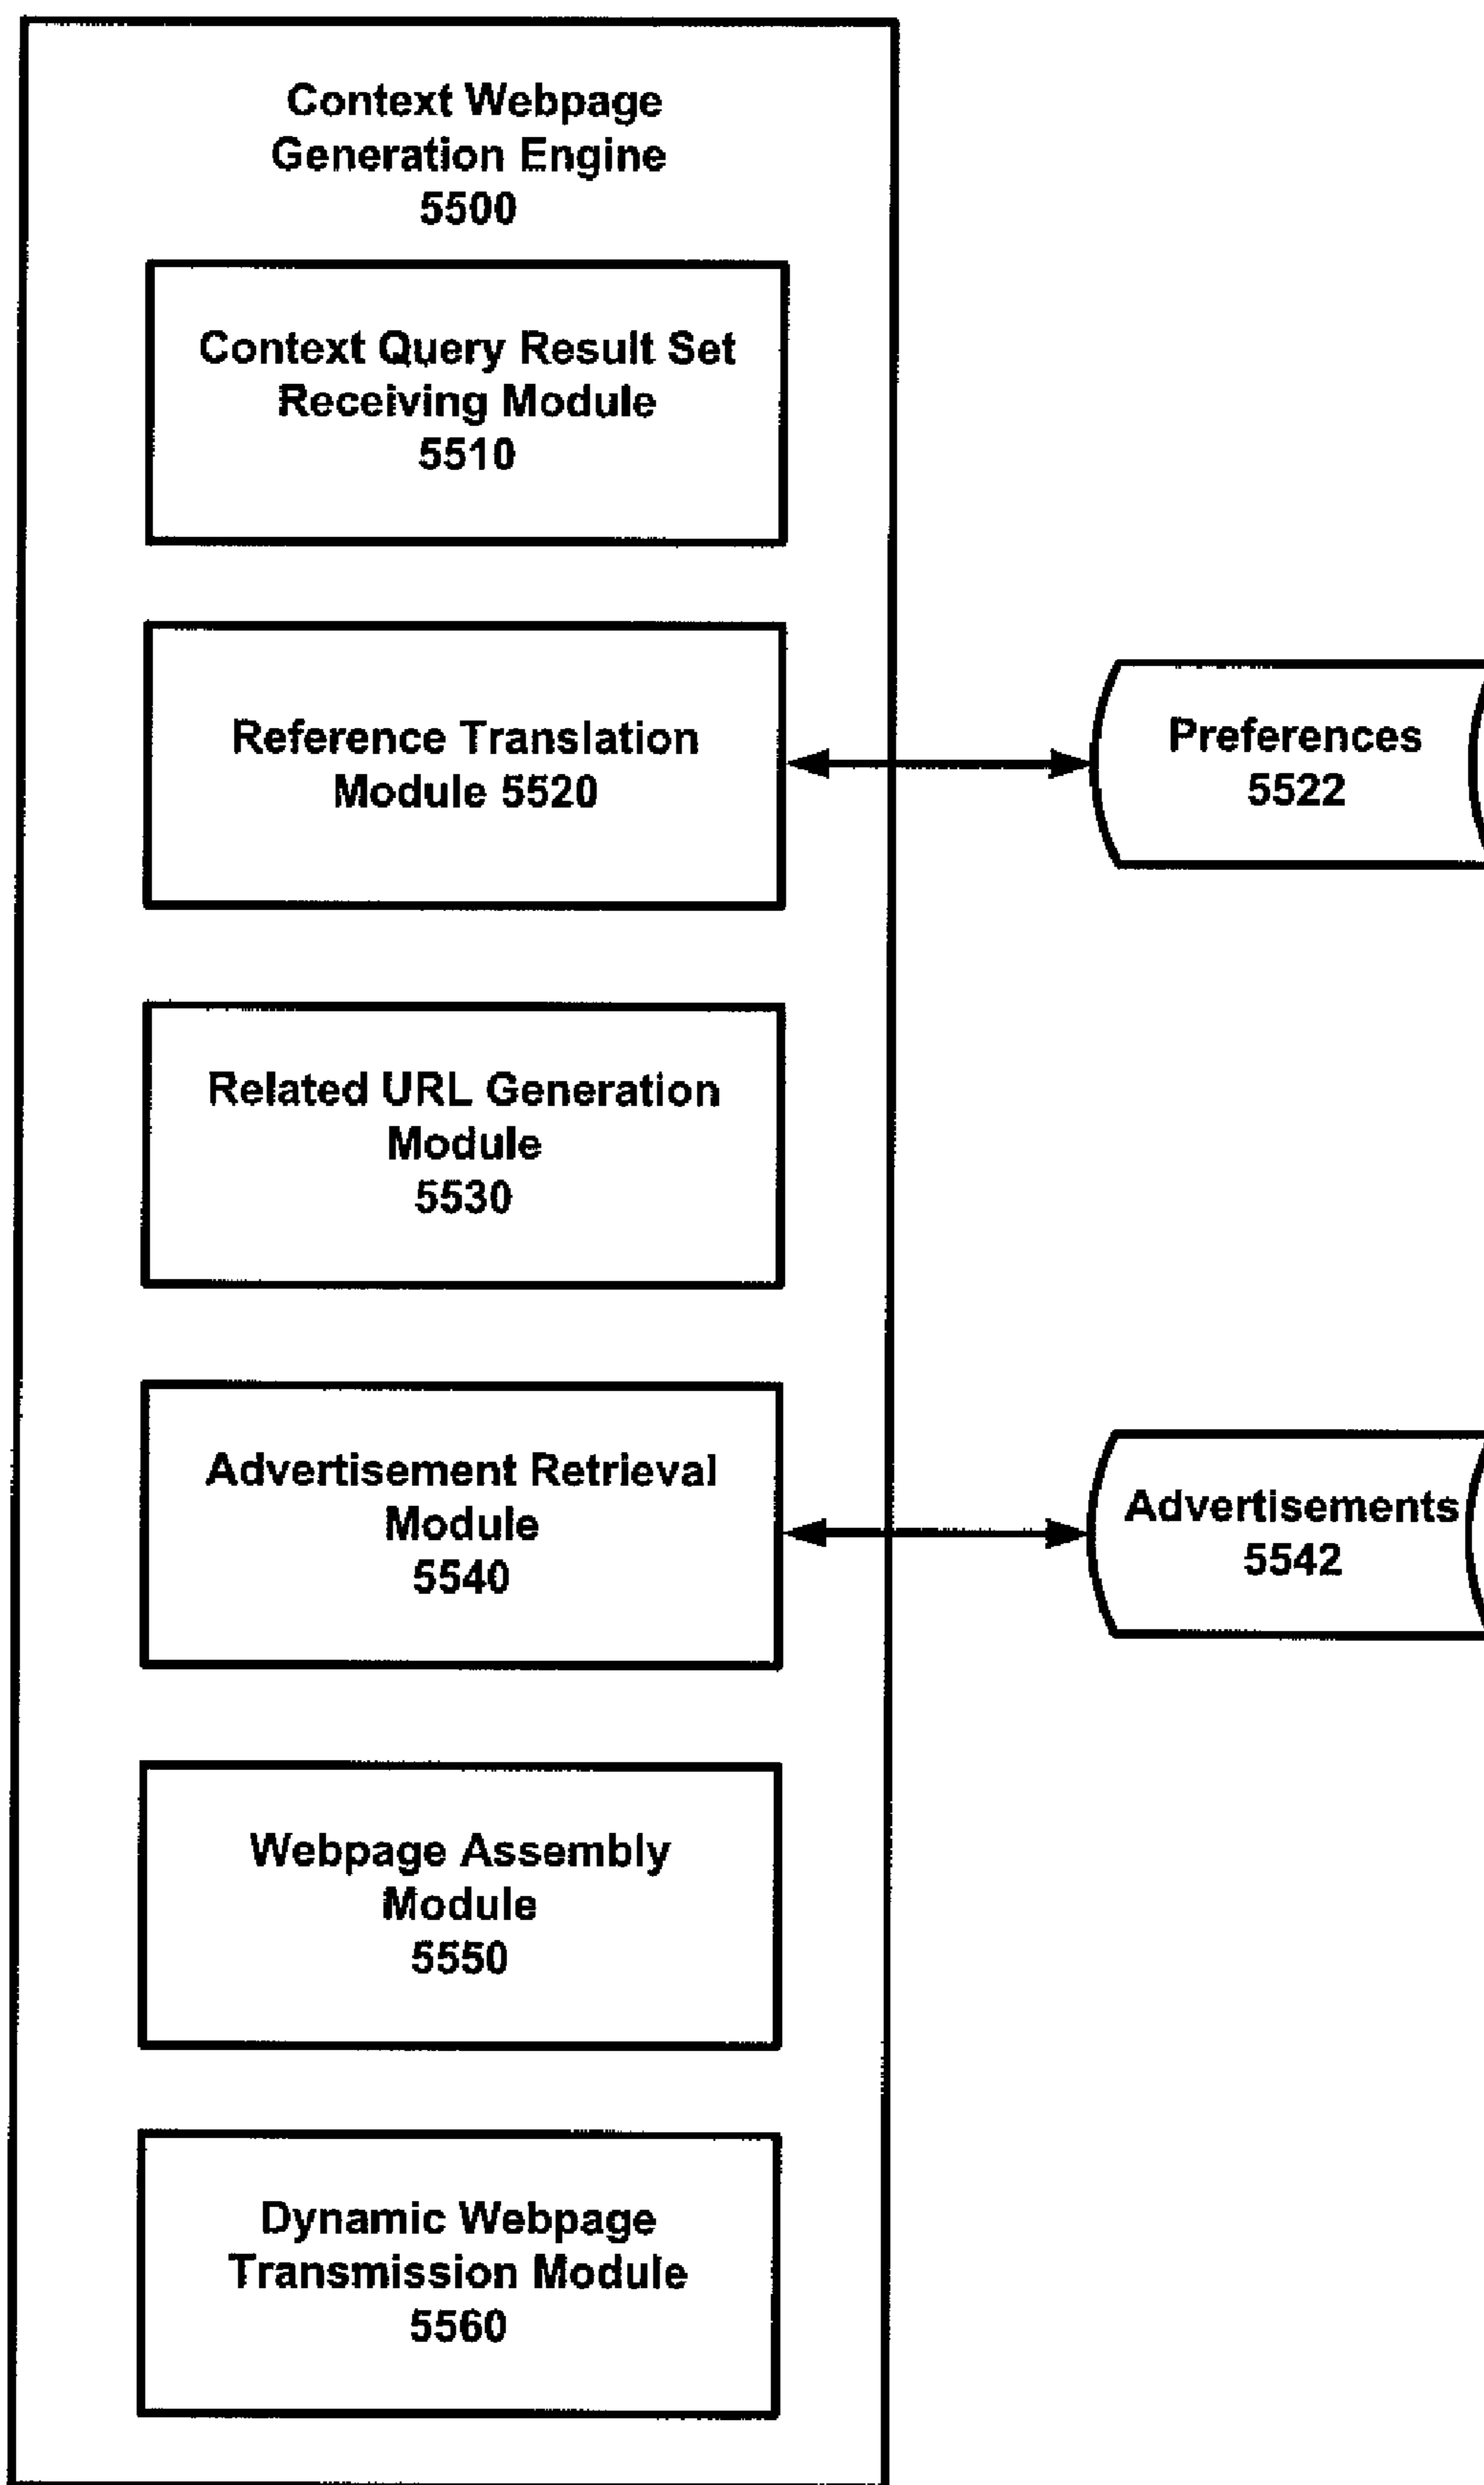 Context Webpage
Generation Engine
5500
Context Query Result Set
Receiving Module
5510
Reference Translation
Module 5520
Preferences
5522
Related URL Generation
Module
5530
Advertisement Retrieval
Module
5540
Advertisements
5542
Webpage Assembly
Module
5550
Dynamic Webpage
Transmission Module
5560